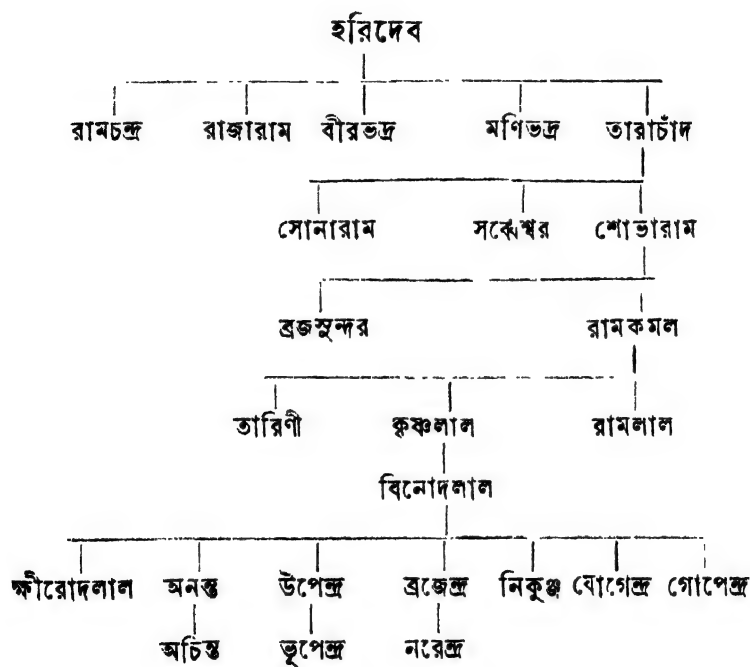 হরিদেব
রামচন্দ্র রাজারাম বীরভদ্র মণিভদ্র তারাচাঁদ
সোনারাম সর্ব্বেশ্বর শোভারাম
ব্রজসুন্দর রামকমল
তারিণী কৃষ্ণলাল রামলাল
বিনোদলাল
ক্ষীরোদলাল অনন্ত উপেন্দ্র ব্রজেন্দ্র নিকুঞ্জ যোগেন্দ্র গোপেন্দ্র
অচিন্ত ভূপেন্দ্র নরেন্দ্র